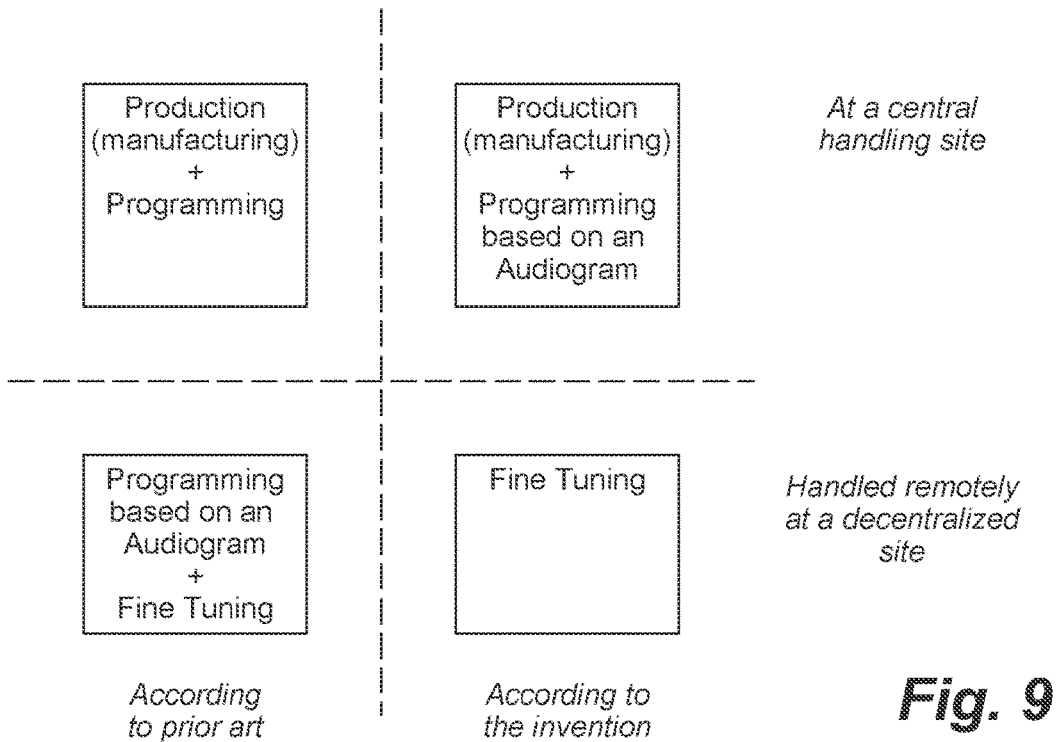 Production
(manufacturing)
+
Programming
Production
(manufacturing)
+
Programming
based on an
Audiogram
At a central
handling site
Programming
based on an
Audiogram
+
Fine Tuning
Fine Tuning
Handled remotely
at a decentralized
site
According
to prior art
According to
the invention
Fig. 9